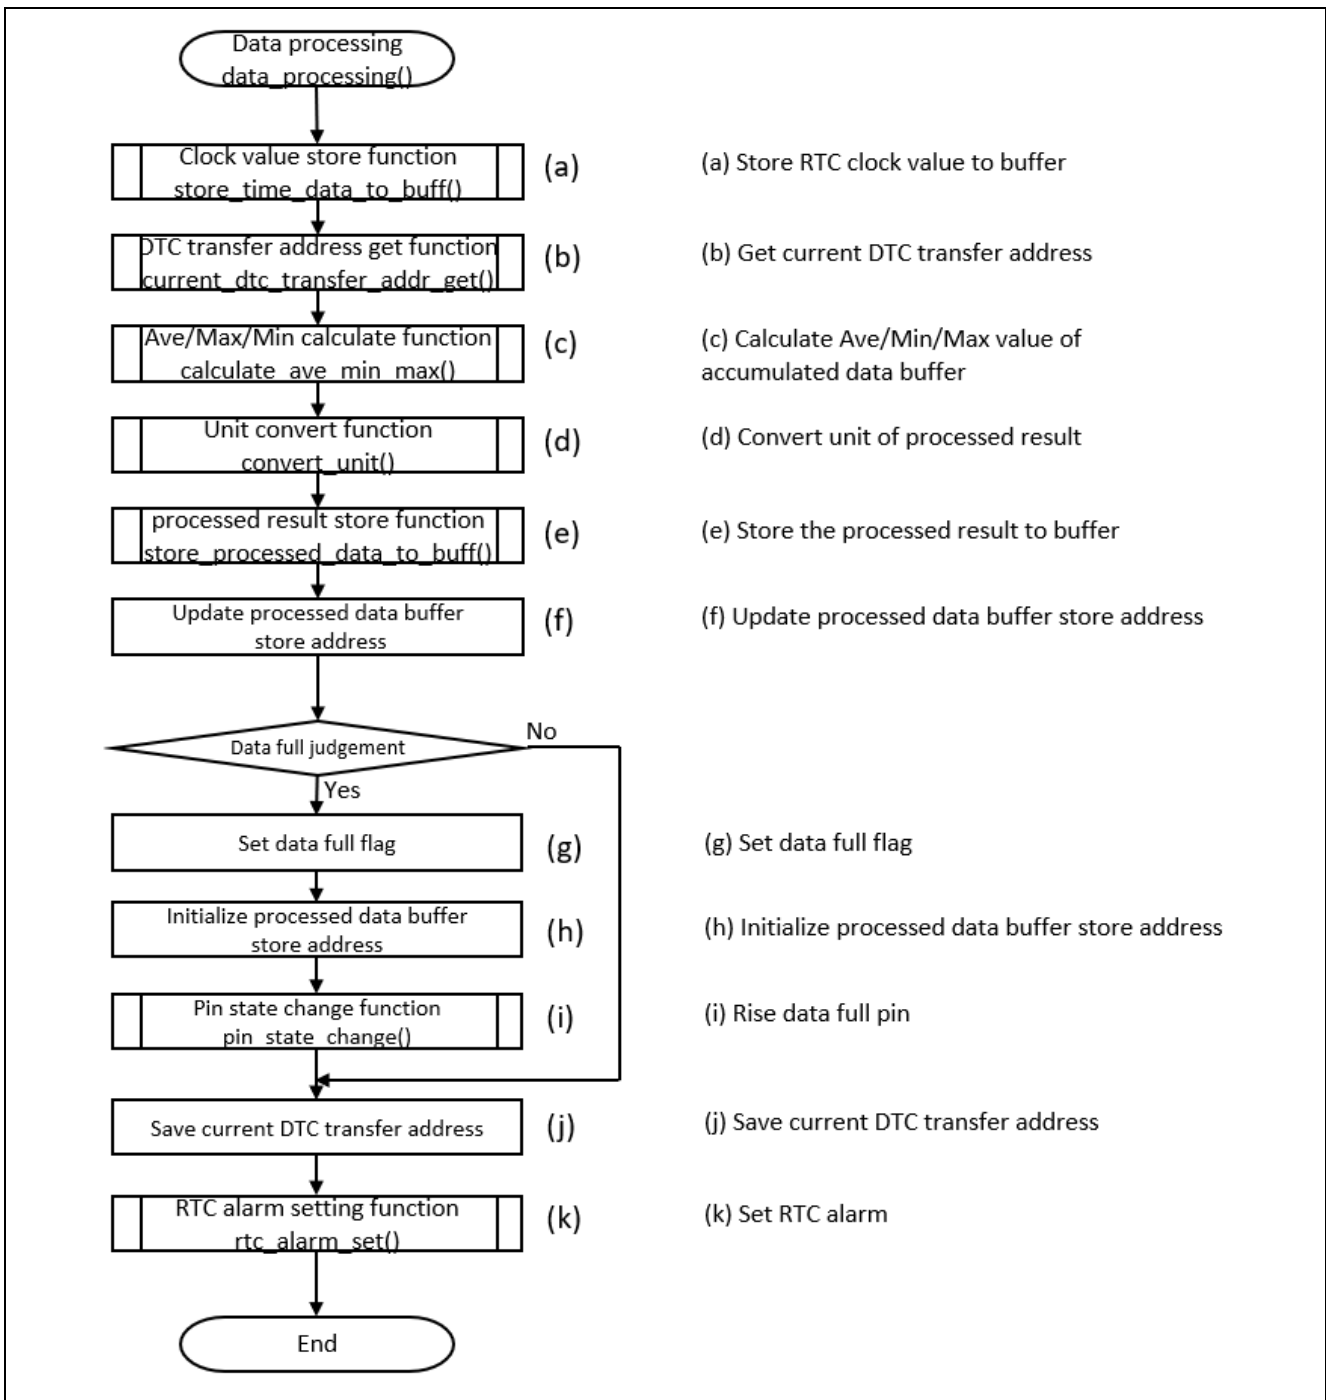 Data processing
data_processing()
Clock value store function
store_time_data_to_buff()
(a)
(a) Store RTC clock value to buffer
DTC transfer address get function
current_dtc_transfer_addr_get()
(b)
(b) Get current DTC transfer address
Ave/Max/Min calculate function
calculate_ave_min_max()
(c)
(c) Calculate Ave/Min/Max value of
accumulated data buffer
Unit convert function
convert_unit()
(d)
(d) Convert unit of processed result
processed result store function
store_processed_data_to_buff()
(e)
(e) Store the processed result to buffer
Update processed data buffer
store address
(f)
(f) Update processed data buffer store address
Data full judgement
No
Yes
Set data full flag
(g)
(g) Set data full flag
Initialize processed data buffer
store address
(h)
(h) Initialize processed data buffer store address
Pin state change function
pin_state_change()
(i)
(i) Rise data full pin
Save current DTC transfer address
(j)
(j) Save current DTC transfer address
RTC alarm setting function
rtc_alarm_set()
(k)
(k) Set RTC alarm
End